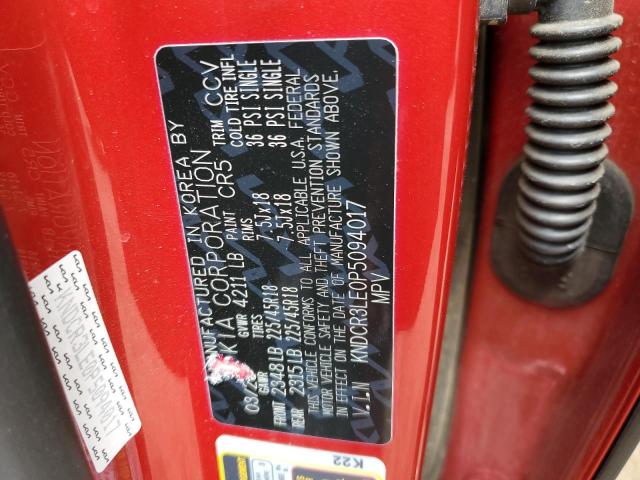 MANUFACTURED IN KOREA BY
KIA CORPORATION
GVWR 4211 LB PAINT CR5 TRIM CCV
GAWR TIRES RIMS COLD TIRE INFL
FRONT 2348 LB 225/45R18 7.5Jx18 36 PSI SINGLE
REAR 2315 LB 225/45R18 7.5Jx18 36 PSI SINGLE
THIS VEHICLE CONFORMS TO ALL APPLICABLE U.S.A. FEDERAL
MOTOR VEHICLE SAFETY AND THEFT PREVENTION STANDARDS
IN EFFECT ON THE DATE OF MANUFACTURE SHOWN ABOVE.
V.I.N KNDCR3LE0P5094017
MPV
KNDCR3LE0P5094017
K22